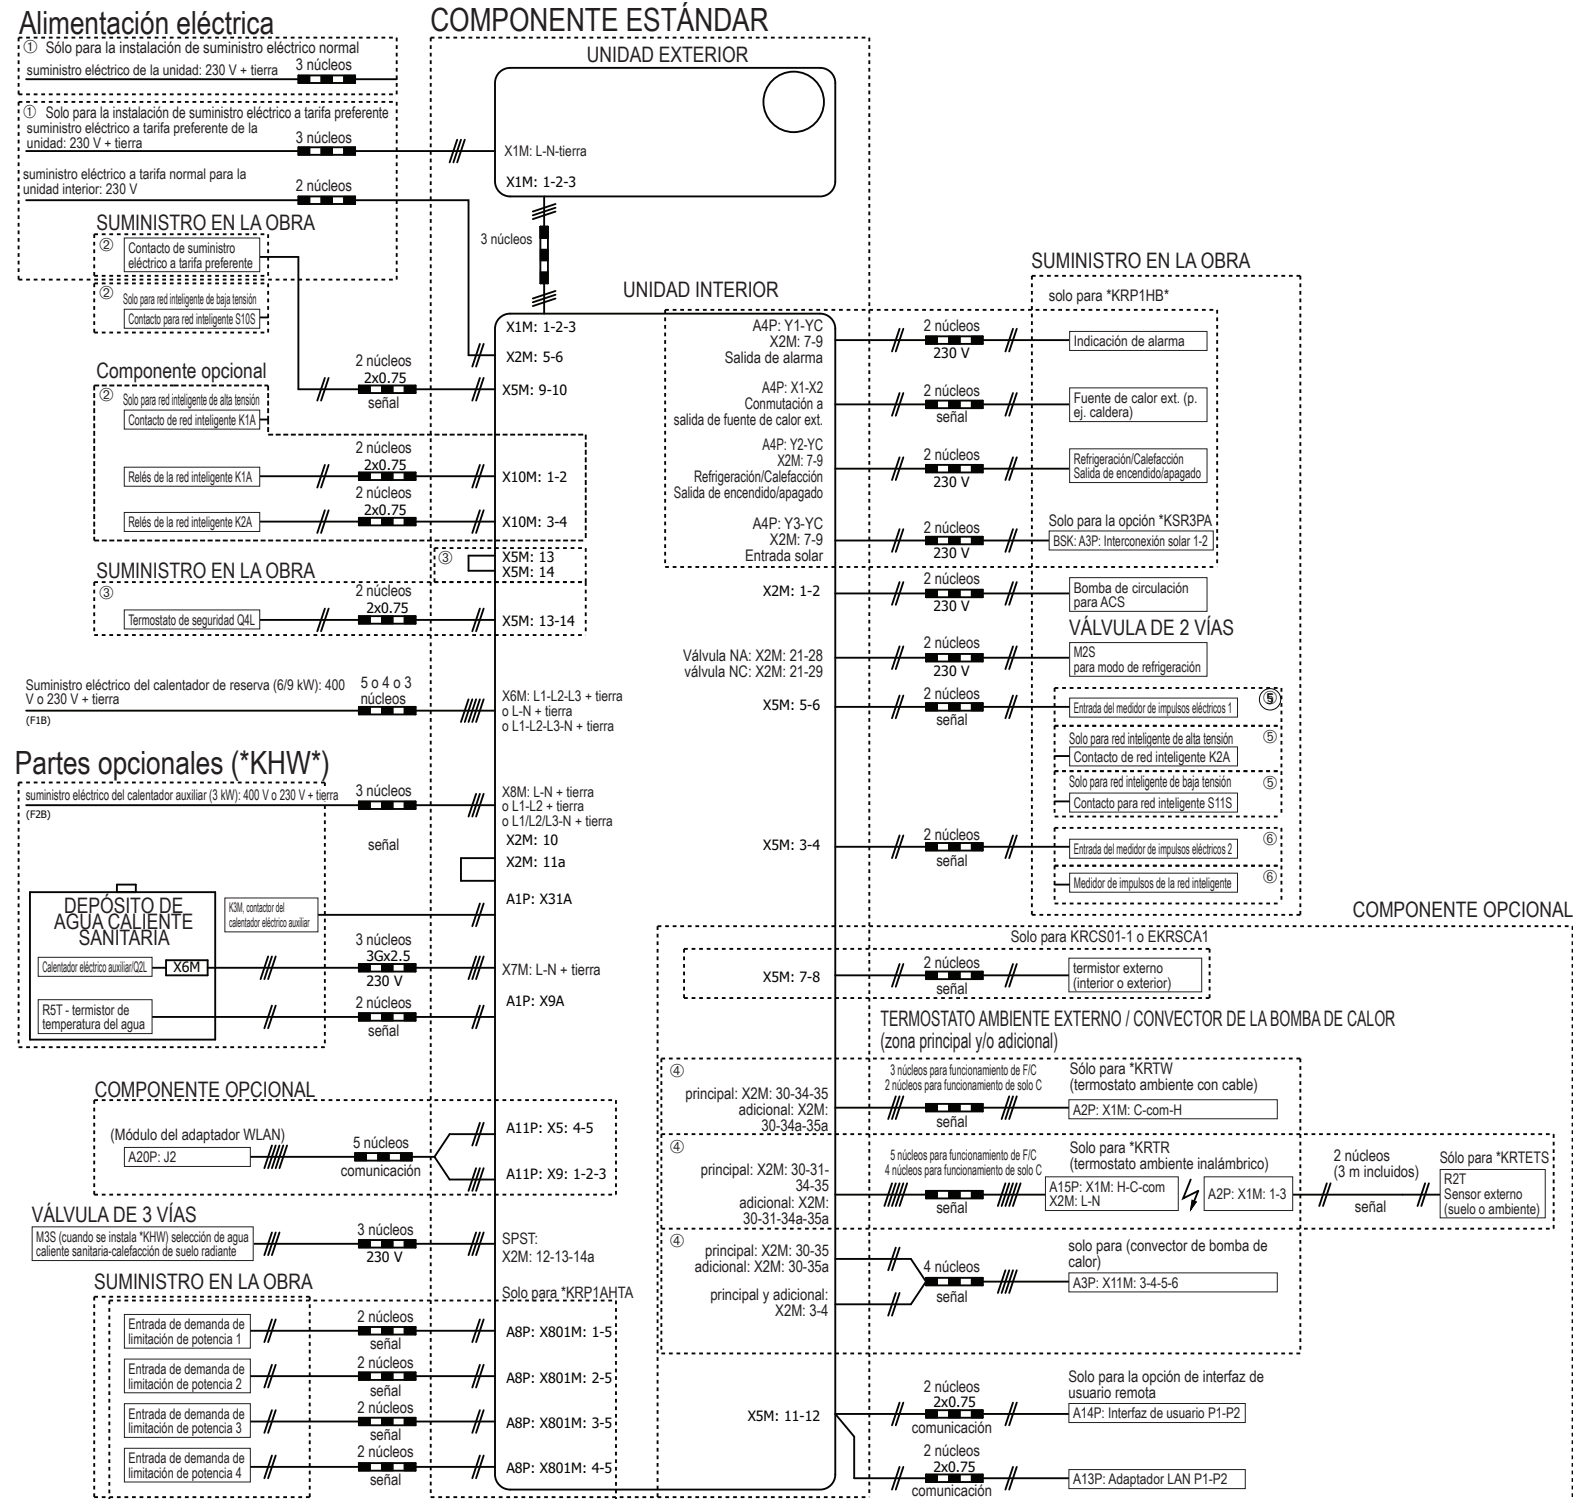 Alimentación eléctrica
① Sólo para la instalación de suministro eléctrico normal
suministro eléctrico de la unidad: 230 V + tierra
3 núcleos
① Solo para la instalación de suministro eléctrico a tarifa preferente
suministro eléctrico a tarifa preferente de la
unidad: 230 V + tierra
3 núcleos
suministro eléctrico a tarifa normal para la
unidad interior: 230 V
2 núcleos
SUMINISTRO EN LA OBRA
②
Contacto de suministro
eléctrico a tarifa preferente
② Solo para red inteligente de baja tensión
Contacto para red inteligente S10S
Componente opcional
② Solo para red inteligente de alta tensión
Contacto de red inteligente K1A
2 núcleos
2x0.75
señal
Relés de la red inteligente K1A
2 núcleos
2x0.75
Relés de la red inteligente K2A
2 núcleos
2x0.75
SUMINISTRO EN LA OBRA
③
Termostato de seguridad Q4L
2 núcleos
2x0.75
Suministro eléctrico del calentador de reserva (6/9 kW): 400
V o 230 V + tierra
(F1B)
5 o 4 o 3
núcleos
Partes opcionales (*KHW*)
suministro eléctrico del calentador auxiliar (3 kW): 400 V o 230 V + tierra
(F2B)
3 núcleos
señal
DEPÓSITO DE
AGUA CALIENTE
SANITARIA
K3M, contactor del
calentador eléctrico auxiliar
Calentador eléctrico auxiliar/Q2L
X6M
3 núcleos
3Gx2.5
230 V
R5T - termistor de
temperatura del agua
2 núcleos
señal
COMPONENTE OPCIONAL
(Módulo del adaptador WLAN)
A20P: J2
5 núcleos
comunicación
VÁLVULA DE 3 VÍAS
M3S (cuando se instala *KHW) selección de agua
caliente sanitaria-calefacción de suelo radiante
3 núcleos
230 V
SUMINISTRO EN LA OBRA
Entrada de demanda de
limitación de potencia 1
2 núcleos
señal
Entrada de demanda de
limitación de potencia 2
2 núcleos
señal
Entrada de demanda de
limitación de potencia 3
2 núcleos
señal
Entrada de demanda de
limitación de potencia 4
2 núcleos
señal
COMPONENTE ESTÁNDAR
UNIDAD EXTERIOR
X1M: L-N-tierra
X1M: 1-2-3
3 núcleos
UNIDAD INTERIOR
X1M: 1-2-3
X2M: 5-6
X5M: 9-10
X10M: 1-2
X10M: 3-4
③
X5M: 13
X5M: 14
X5M: 13-14
X6M: L1-L2-L3 + tierra
o L-N + tierra
o L1-L2-L3-N + tierra
X8M: L-N + tierra
o L1-L2 + tierra
o L1/L2/L3-N + tierra
X2M: 10
X2M: 11a
A1P: X31A
X7M: L-N + tierra
A1P: X9A
A11P: X5: 4-5
A11P: X9: 1-2-3
SPST:
X2M: 12-13-14a
Solo para *KRP1AHTA
A8P: X801M: 1-5
A8P: X801M: 2-5
A8P: X801M: 3-5
A8P: X801M: 4-5
SUMINISTRO EN LA OBRA
solo para *KRP1HB*
A4P: Y1-YC
X2M: 7-9
Salida de alarma
2 núcleos
230 V
Indicación de alarma
A4P: X1-X2
Conmutación a
salida de fuente de calor ext.
2 núcleos
señal
Fuente de calor ext. (p.
ej. caldera)
A4P: Y2-YC
X2M: 7-9
Refrigeración/Calefacción
Salida de encendido/apagado
2 núcleos
230 V
Refrigeración/Calefacción
Salida de encendido/apagado
A4P: Y3-YC
X2M: 7-9
Entrada solar
2 núcleos
230 V
Solo para la opción *KSR3PA
BSK: A3P: Interconexión solar 1-2
X2M: 1-2
2 núcleos
230 V
Bomba de circulación
para ACS
VÁLVULA DE 2 VÍAS
Válvula NA: X2M: 21-28
válvula NC: X2M: 21-29
2 núcleos
230 V
M2S
para modo de refrigeración
X5M: 5-6
2 núcleos
señal
⑤
Entrada del medidor de impulsos eléctricos 1
Solo para red inteligente de alta tensión ⑤
Contacto de red inteligente K2A
Solo para red inteligente de baja tensión ⑤
Contacto para red inteligente S11S
X5M: 3-4
2 núcleos
señal
⑥
Entrada del medidor de impulsos eléctricos 2
⑥
Medidor de impulsos de la red inteligente
COMPONENTE OPCIONAL
Solo para KRCS01-1 o EKRSCA1
X5M: 7-8
2 núcleos
señal
termistor externo
(interior o exterior)
TERMOSTATO AMBIENTE EXTERNO / CONVECTOR DE LA BOMBA DE CALOR
(zona principal y/o adicional)
④
principal: X2M: 30-34-35
adicional: X2M:
30-34a-35a
3 núcleos para funcionamiento de F/C
2 núcleos para funcionamiento de solo C
señal
Sólo para *KRTW
(termostato ambiente con cable)
A2P: X1M: C-com-H
④
principal: X2M: 30-31-
34-35
adicional: X2M:
30-31-34a-35a
5 núcleos para funcionamiento de F/C
4 núcleos para funcionamiento de solo C
señal
Solo para *KRTR
(termostato ambiente inalámbrico)
A15P: X1M: H-C-com
X2M: L-N
A2P: X1M: 1-3
2 núcleos
(3 m incluidos)
señal
Sólo para *KRTETS
R2T
Sensor externo
(suelo o ambiente)
④
principal: X2M: 30-35
adicional: X2M: 30-35a
principal y adicional:
X2M: 3-4
4 núcleos
señal
solo para (convector de bomba de
calor)
A3P: X11M: 3-4-5-6
X5M: 11-12
2 núcleos
2x0.75
comunicación
Solo para la opción de interfaz de
usuario remota
A14P: Interfaz de usuario P1-P2
2 núcleos
2x0.75
comunicación
A13P: Adaptador LAN P1-P2